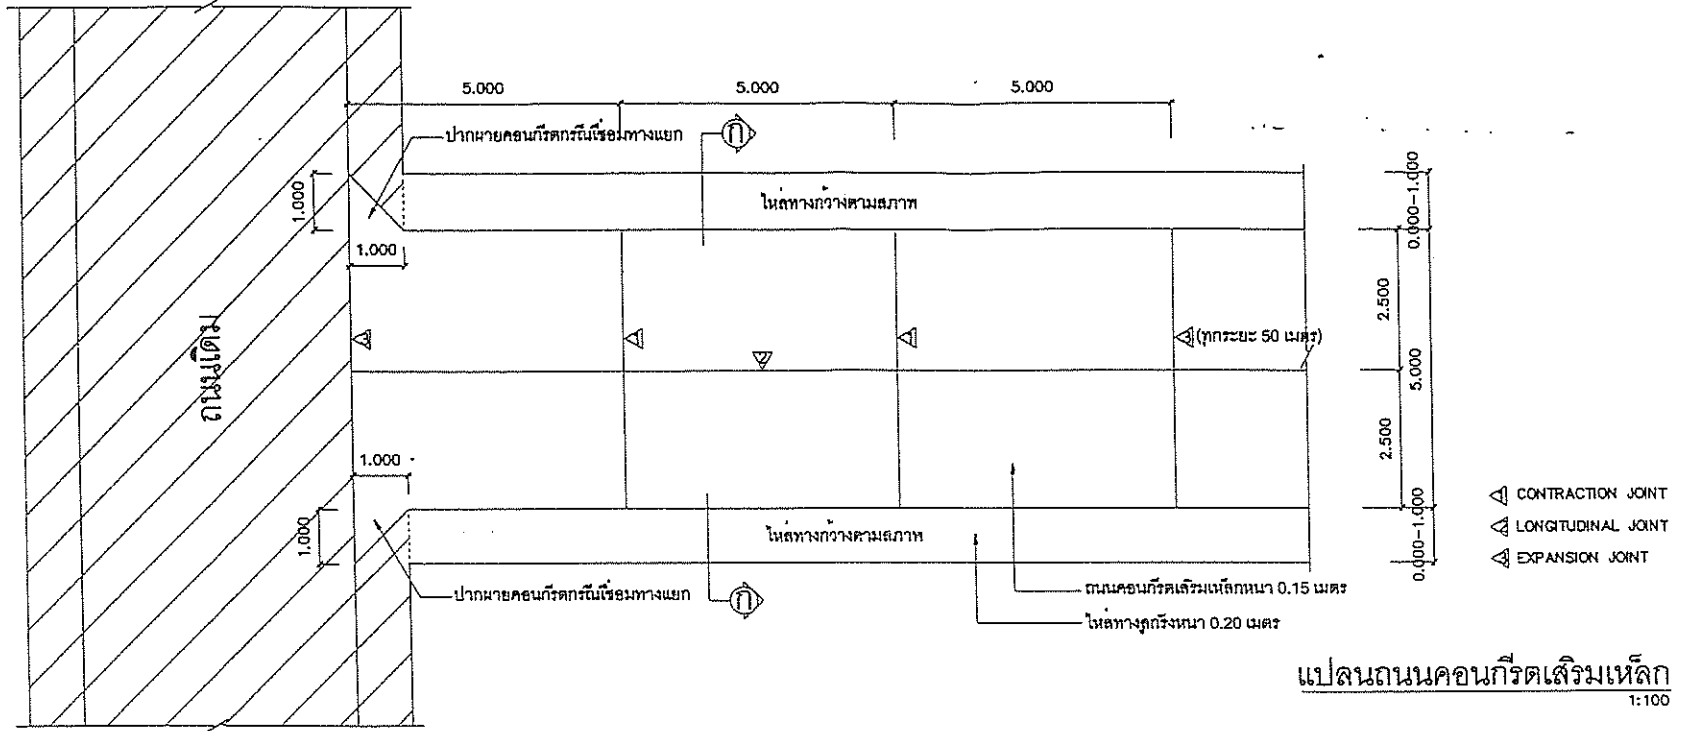 5.000 5.000 5.000
ปากผายคอนกรีตกรณีเชื่อมทางแยก
ก
1.000
ไหล่ทางกว้างตามสภาพ
0.000-1.000
1.000
2.500
ถนนเดิม
3
1
1
3 (ทุกระยะ 50 เมตร)
2
5.000
2.500
1.000
1.000
ไหล่ทางกว้างตามสภาพ
0.000-1.000
1 CONTRACTION JOINT
2 LONGITUDINAL JOINT
3 EXPANSION JOINT
ปากผายคอนกรีตกรณีเชื่อมทางแยก
ก
ถนนคอนกรีตเสริมเหล็กหนา 0.15 เมตร
ไหล่ทางลูกรังหนา 0.20 เมตร
แปลนถนนคอนกรีตเสริมเหล็ก
1:100